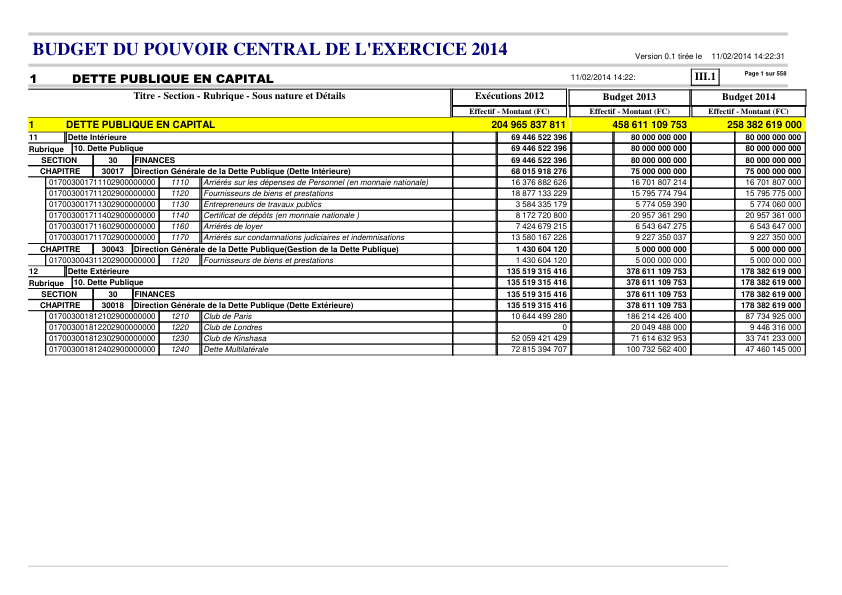 BUDGET DU POUVOIR CENTRAL DE L'EXERCICE 2014
Version 0.1 tirée le 11/02/2014 14:22:31
1 DETTE PUBLIQUE EN CAPITAL 11/02/2014 14:22: III.1 Page 1 sur 558
Titre - Section - Rubrique - Sous nature et Détails Exécutions 2012 Budget 2013 Budget 2014
Effectif - Montant (FC) Effectif - Montant (FC) Effectif - Montant (FC)
1 DETTE PUBLIQUE EN CAPITAL 204 965 837 811 458 611 109 753 258 382 619 000
11 Dette Intérieure 69 446 522 396 80 000 000 000 80 000 000 000
Rubrique 10. Dette Publique 69 446 522 396 80 000 000 000 80 000 000 000
SECTION 30 FINANCES 69 446 522 396 80 000 000 000 80 000 000 000
CHAPITRE 30017 Direction Générale de la Dette Publique (Dette Intérieure) 68 015 918 276 75 000 000 000 75 000 000 000
01700300171110290000000 1110 Arriérés sur les dépenses de Personnel (en monnaie nationale) 16 376 882 626 16 701 807 214 16 701 807 000
01700300171120290000000 1120 Fournisseurs de biens et prestations 18 877 133 229 15 795 774 794 15 795 775 000
01700300171130290000000 1130 Entrepreneurs de travaux publics 3 584 335 179 5 774 059 390 5 774 060 000
01700300171140290000000 1140 Certificat de dépôts (en monnaie nationale ) 8 172 720 800 20 957 361 290 20 957 361 000
01700300171160290000000 1160 Arriérés de loyer 7 424 679 215 6 543 647 275 6 543 647 000
01700300171170290000000 1170 Arriérés sur condamnations judiciaires et indemnisations 13 580 167 226 9 227 350 037 9 227 350 000
CHAPITRE 30043 Direction Générale de la Dette Publique(Gestion de la Dette Publique) 1 430 604 120 5 000 000 000 5 000 000 000
01700300431120290000000 1120 Fournisseurs de biens et prestations 1 430 604 120 5 000 000 000 5 000 000 000
12 Dette Extérieure 135 519 315 416 378 611 109 753 178 382 619 000
Rubrique 10. Dette Publique 135 519 315 416 378 611 109 753 178 382 619 000
SECTION 30 FINANCES 135 519 315 416 378 611 109 753 178 382 619 000
CHAPITRE 30018 Direction Générale de la Dette Publique (Dette Extérieure) 135 519 315 416 378 611 109 753 178 382 619 000
01700300181210290000000 1210 Club de Paris 10 644 499 280 186 214 426 400 87 734 925 000
01700300181220290000000 1220 Club de Londres 0 20 049 488 000 9 446 316 000
01700300181230290000000 1230 Club de Kinshasa 52 059 421 429 71 614 632 953 33 741 233 000
01700300181240290000000 1240 Dette Multilatérale 72 815 394 707 100 732 562 400 47 460 145 000